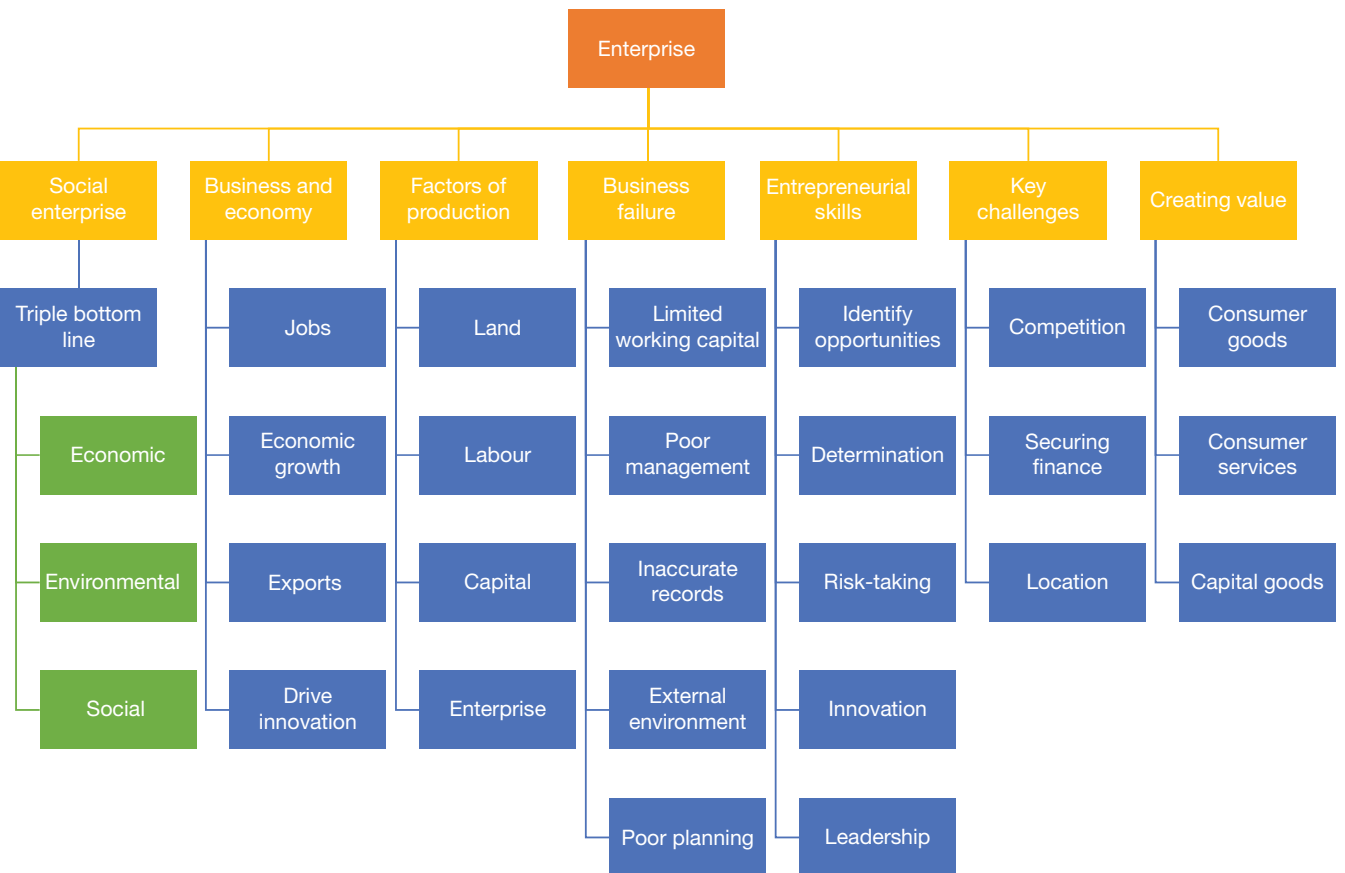 Enterprise
Social
enterprise
Business and
economy
Factors of
production
Business
failure
Entrepreneurial
skills
Key
challenges
Creating value
Triple bottom
line
Jobs
Land
Limited
working capital
Identify
opportunities
Competition
Consumer
goods
Economic
Economic
growth
Labour
Poor
management
Determination
Securing
finance
Consumer
services
Environmental
Exports
Capital
Inaccurate
records
Risk-taking
Location
Capital goods
Social
Drive
innovation
Enterprise
External
environment
Innovation
Poor planning
Leadership